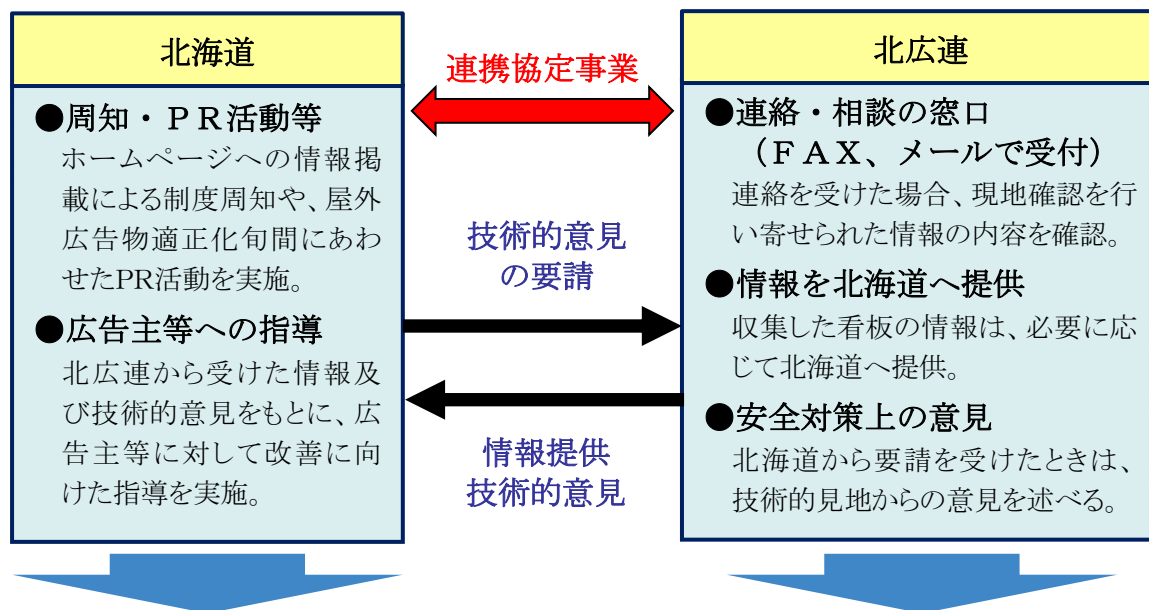 北海道
●周知・ＰＲ活動等
ホームページへの情報掲
載による制度周知や、屋外
広告物適正化旬間にあわ
せたPR活動を実施。
●広告主等への指導
北広連から受けた情報及
び技術的意見をもとに、広
告主等に対して改善に向
けた指導を実施。
連携協定事業
技術的意見
の要請
情報提供
技術的意見
北広連
●連絡・相談の窓口
（ＦＡＸ、メールで受付）
連絡を受けた場合、現地確認を行
い寄せられた情報の内容を確認。
●情報を北海道へ提供
収集した看板の情報は、必要に応
じて北海道へ提供。
●安全対策上の意見
北海道から要請を受けたときは、
技術的見地からの意見を述べる。